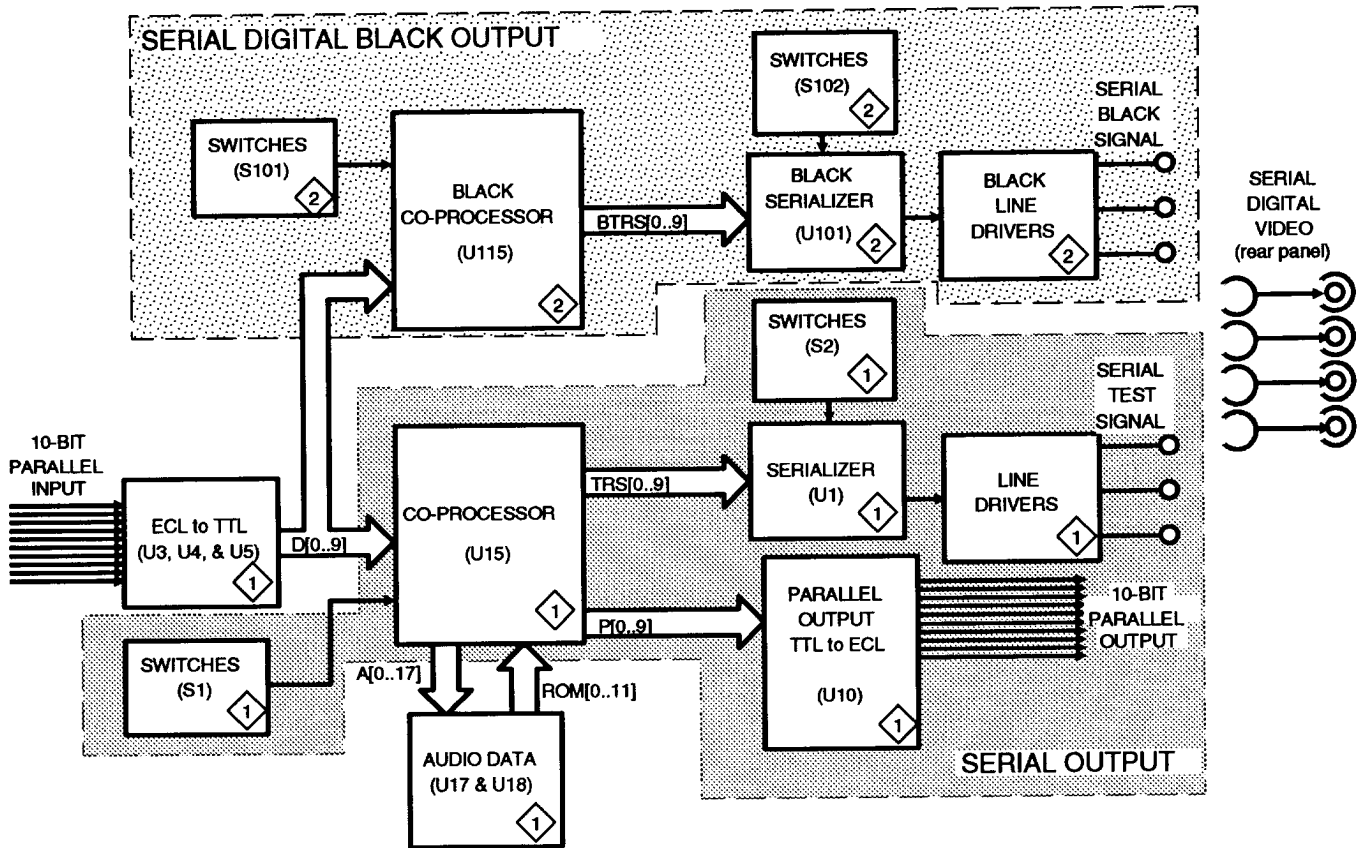 SERIAL DIGITAL BLACK OUTPUT
SWITCHES
(S102)
2
SERIAL
BLACK
SIGNAL
SWITCHES
(S101)
2
BLACK
CO-PROCESSOR
(U115)
2
BTRS[0..9]
BLACK
SERIALIZER
(U101)
2
BLACK
LINE
DRIVERS
2
SERIAL
DIGITAL
VIDEO
(rear panel)
SWITCHES
(S2)
1
SERIAL
TEST
SIGNAL
10-BIT
PARALLEL
INPUT
ECL to TTL
(U3, U4, & U5)
1
D[0..9]
CO-PROCESSOR
(U15)
1
TRS[0..9]
SERIALIZER
(U1)
1
LINE
DRIVERS
1
P[0..9]
PARALLEL
OUTPUT
TTL to ECL
(U10)
1
10-BIT
PARALLEL
OUTPUT
SWITCHES
(S1)
1
A[0..17]
ROM[0..11]
AUDIO DATA
(U17 & U18)
1
SERIAL OUTPUT